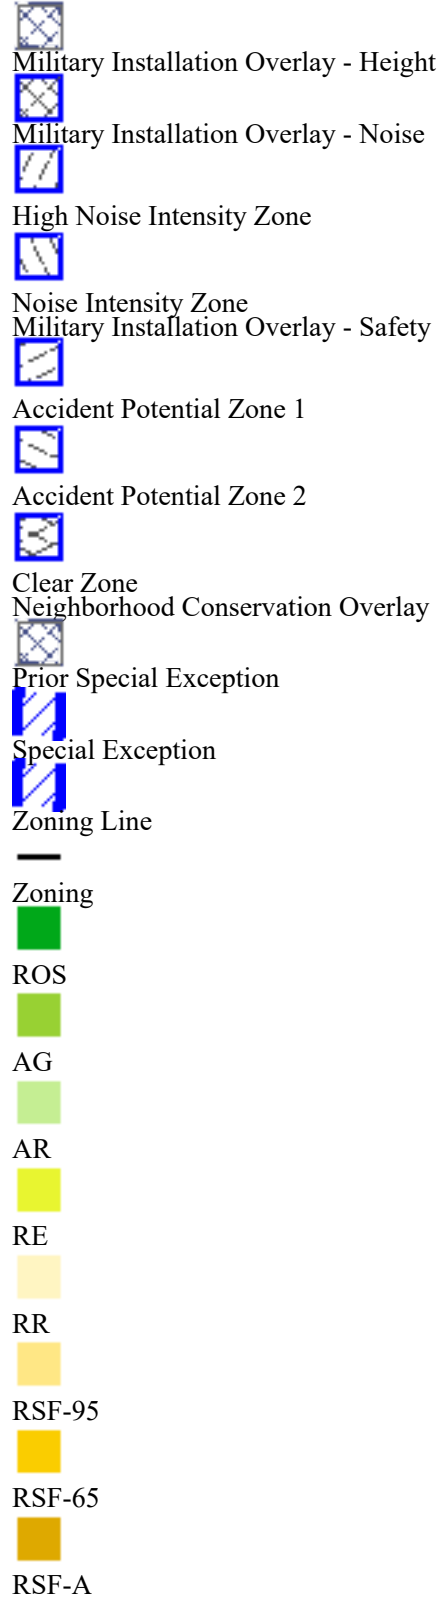 Military Installation Overlay - Height
Military Installation Overlay - Noise
High Noise Intensity Zone
Noise Intensity Zone
Military Installation Overlay - Safety
Accident Potential Zone 1
Accident Potential Zone 2
Clear Zone
Neighborhood Conservation Overlay
Prior Special Exception
Special Exception
Zoning Line
Zoning
ROS
AG
AR
RE
RR
RSF-95
RSF-65
RSF-A